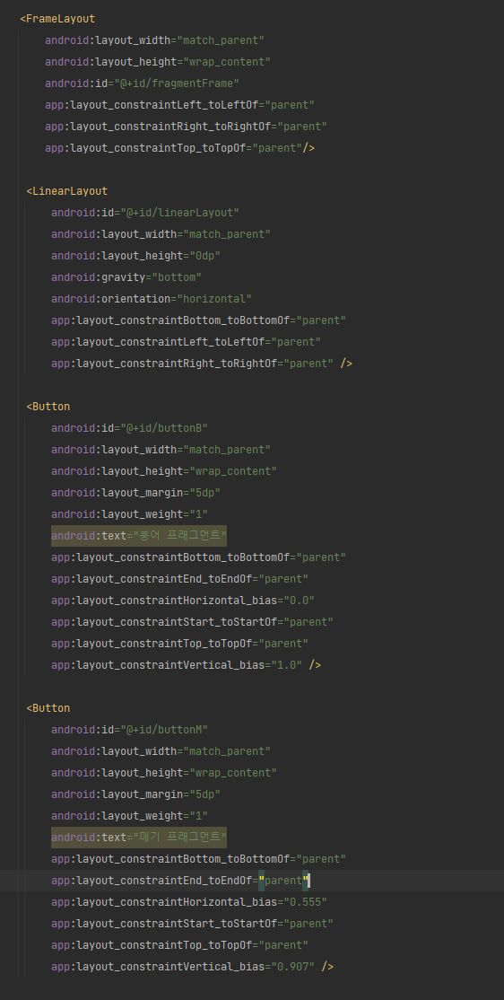 <FrameLayout
android:layout_width="match_parent"
android:layout_height="wrap_content"
android:id="@+id/fragmentFrame"
app:layout_constraintLeft_toLeftOf="parent"
app:layout_constraintRight_toRightOf="parent"
app:layout_constraintTop_toTopOf="parent"/>
<LinearLayout
android:id="@+id/linearLayout"
android:layout_width="match_parent"
android:layout_height="0dp"
android:gravity="bottom"
android:orientation="horizontal"
app:layout_constraintBottom_toBottomOf="parent"
app:layout_constraintLeft_toLeftOf="parent"
app:layout_constraintRight_toRightOf="parent" />
<Button
android:id="@+id/buttonB"
android:layout_width="match_parent"
android:layout_height="wrap_content"
android:layout_margin="5dp"
android:layout_weight="1"
android:text="붕어 프래그먼트"
app:layout_constraintBottom_toBottomOf="parent"
app:layout_constraintEnd_toEndOf="parent"
app:layout_constraintHorizontal_bias="0.0"
app:layout_constraintStart_toStartOf="parent"
app:layout_constraintTop_toTopOf="parent"
app:layout_constraintVertical_bias="1.0" />
<Button
android:id="@+id/buttonM"
android:layout_width="match_parent"
android:layout_height="wrap_content"
android:layout_margin="5dp"
android:layout_weight="1"
android:text="매기 프래그먼트"
app:layout_constraintBottom_toBottomOf="parent"
app:layout_constraintEnd_toEndOf="parent"
app:layout_constraintHorizontal_bias="0.555"
app:layout_constraintStart_toStartOf="parent"
app:layout_constraintTop_toTopOf="parent"
app:layout_constraintVertical_bias="0.907" />